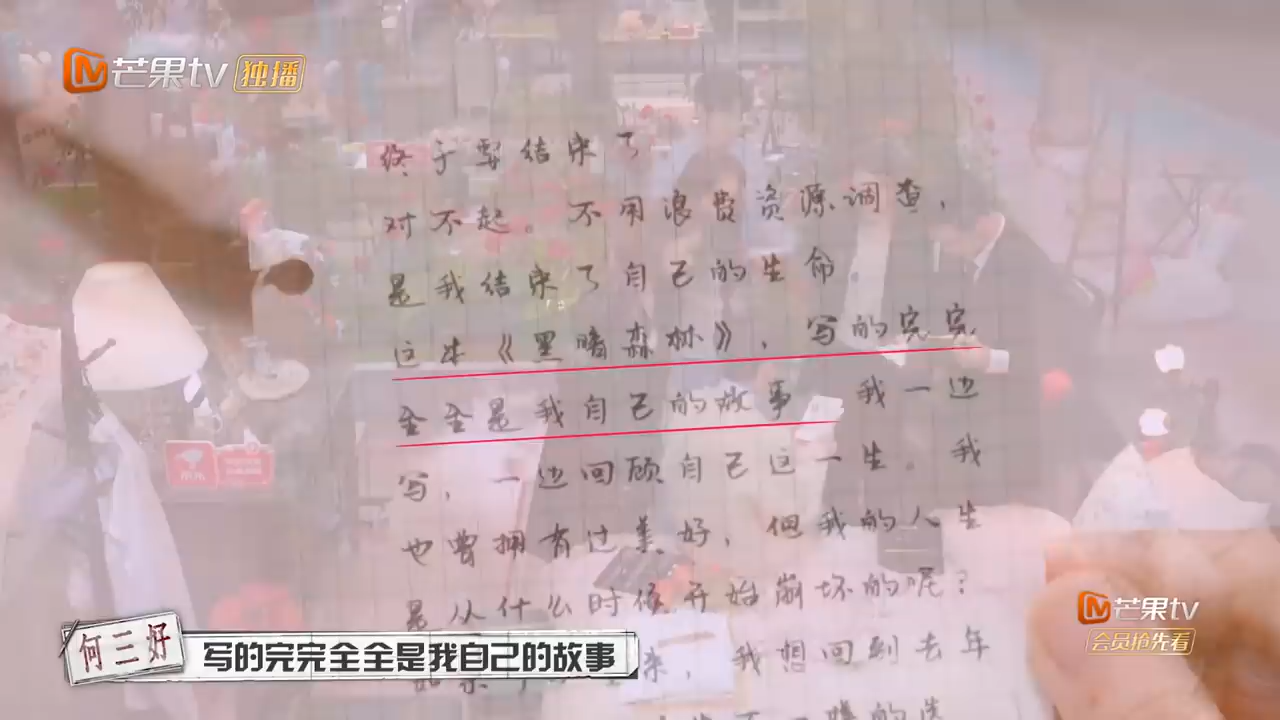 芒果tv 独播
终于要结束了
对不起。不用浪费资源调查,
是我结束了自己的生命。
这本《黑暗森林》,写的完完
全全是我自己的故事 我一边
写,一边回顾自己这一生。我
也曾拥有过美好,但我的人生
是从什么时候开始崩坏的呢?
来,我想回到去年
不一样的选
何三好
写的完完全全是我自己的故事
芒果tv
会员抢先看